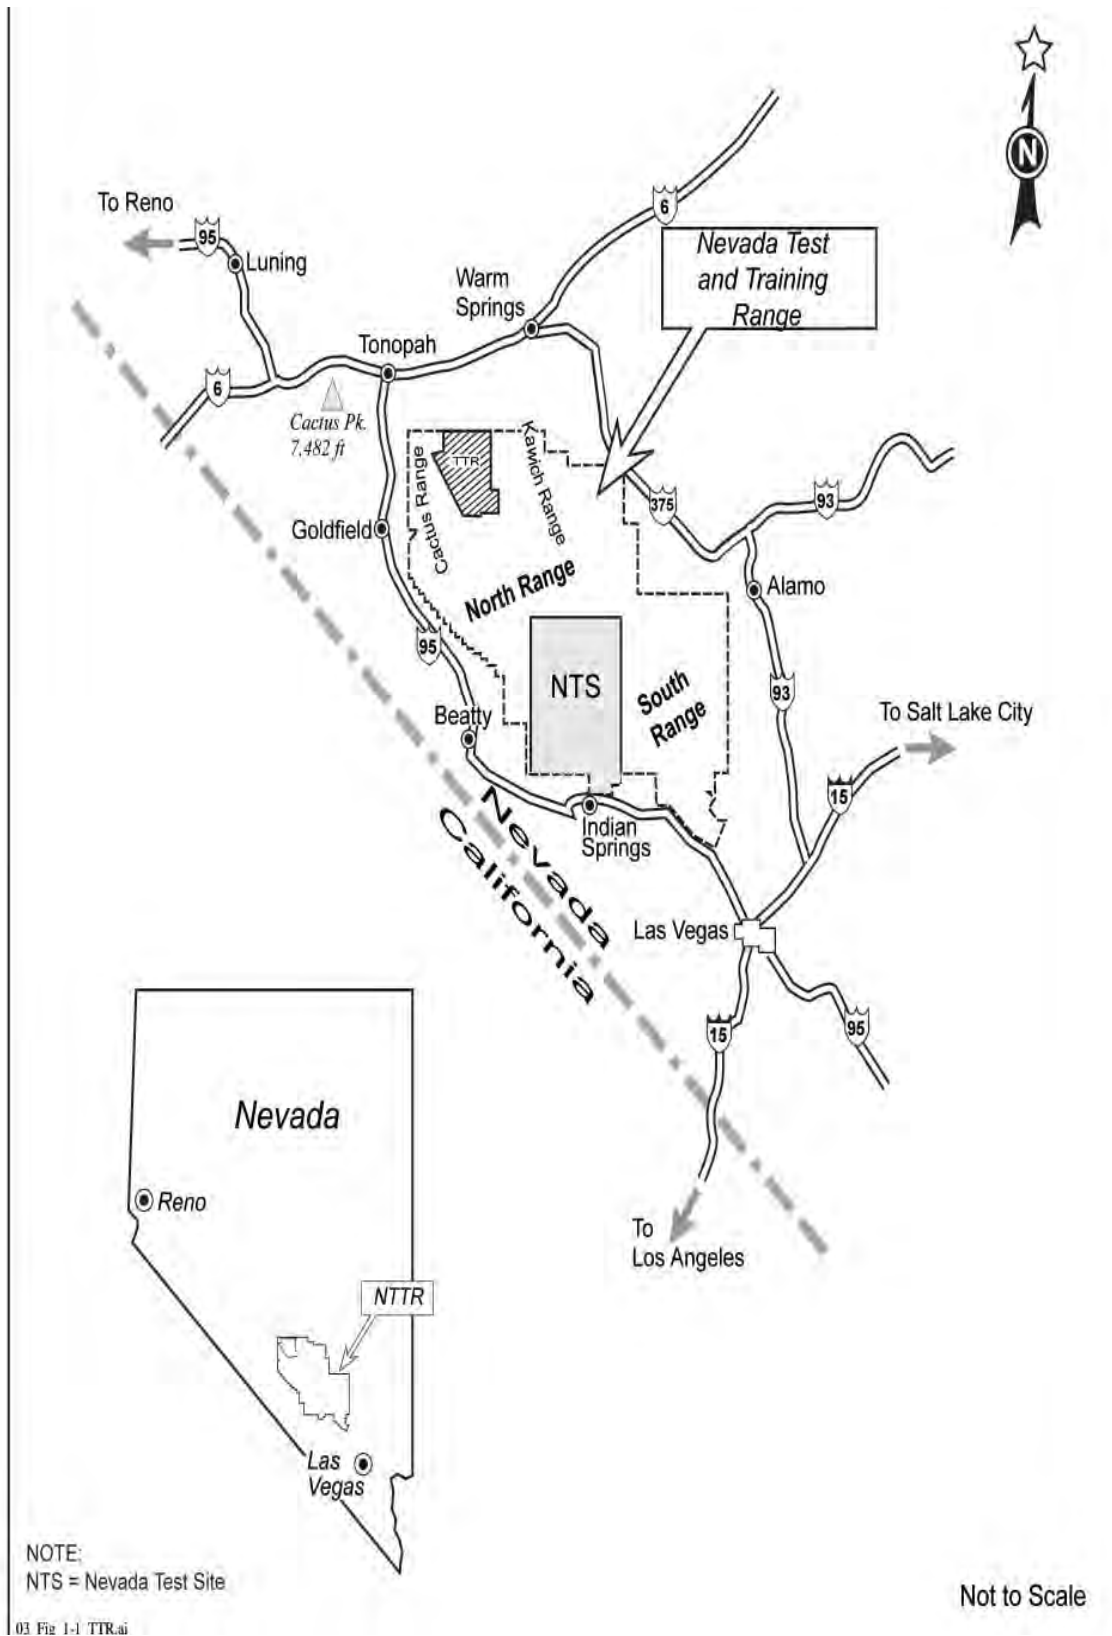 N
To Reno
95
Luning
6
Nevada Test
and Training
Range
Warm
Springs
Tonopah
6
Cactus Pk.
7,482 ft
Cactus Range
TTR
Kawich Range
375
93
Goldfield
North Range
Alamo
95
NTS
South
Range
93
Beatty
To Salt Lake City
15
Indian
Springs
Nevada
California
Las Vegas
15
95
To
Los Angeles
Nevada
Reno
NTTR
Las
Vegas
NOTE:
NTS = Nevada Test Site
Not to Scale
03 Fig 1-1 TTR.ai